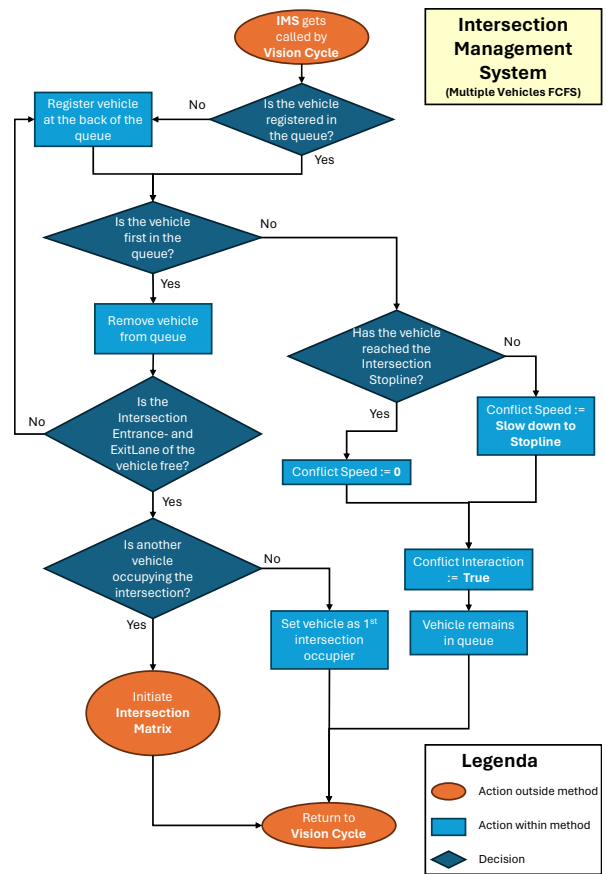 IMS gets
called by
Vision Cycle
Intersection
Management
System
(Multiple Vehicles FCFS)
Is the vehicle
registered in
the queue?
No
Register vehicle
at the back of the
queue
Yes
Is the vehicle
first in the
queue?
No
Yes
Remove vehicle
from queue
Has the vehicle
reached the
Intersection
Stopline?
No
Yes
Conflict Speed :=
Slow down to
Stopline
Conflict Speed := 0
Is the
Intersection
Entrance- and
ExitLane of the
vehicle free?
No
Yes
Is another
vehicle
occupying the
intersection?
No
Yes
Conflict Interaction
:= True
Set vehicle as 1st
intersection
occupier
Vehicle remains
in queue
Initiate
Intersection
Matrix
Return to
Vision Cycle
Legenda
Action outside method
Action within method
Decision